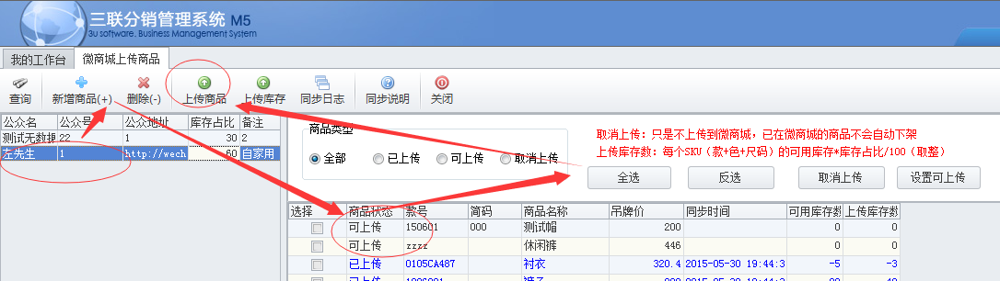 三联分销管理系统 M5
3u software. Business Management System
我的工作台 微商城上传商品
查询 新增商品(+) 删除(-) 上传商品 上传库存 同步日志 同步说明 关闭
公众名 公众号 公众地址 库存占比 备注
测试无数据 22 1 30 2
左先生 1 http://wech 60 自家用
商品类型
全部 已上传 可上传 取消上传
取消上传：只是不上传到微商城，已在微商城的商品不会自动下架
上传库存数：每个SKU（款+色+尺码）的可用库存*库存占比/100（取整）
全选 反选 取消上传 设置可上传
选择 商品状态 款号 简码 商品名称 吊牌价 同步时间 可用库存数 上传库存数
可上传 150601 000 测试帽 200 0 0
可上传 zzzz 休闲裤 446 0 0
已上传 0105CA487 衬衣 320.4 2015-05-30 19:44:3 -5 -3